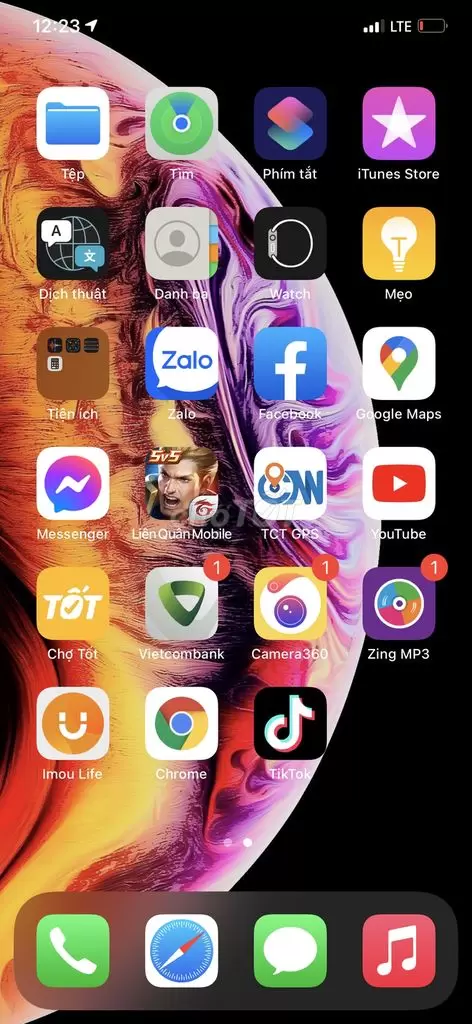 12:23
LTE
Tệp
Tìm
Phím tắt
iTunes Store
A
文
Dịch thuật
Danh bạ
Watch
Mẹo
Tiện ích
Zalo
Zalo
Facebook
Google Maps
5v5
Messenger
Liên Quân Mobile
TCT GPS
YouTube
chợTỐT
TỐT
1
1
1
Chợ Tốt
Vietcombank
Camera360
Zing MP3
Imou Life
Chrome
TikTok